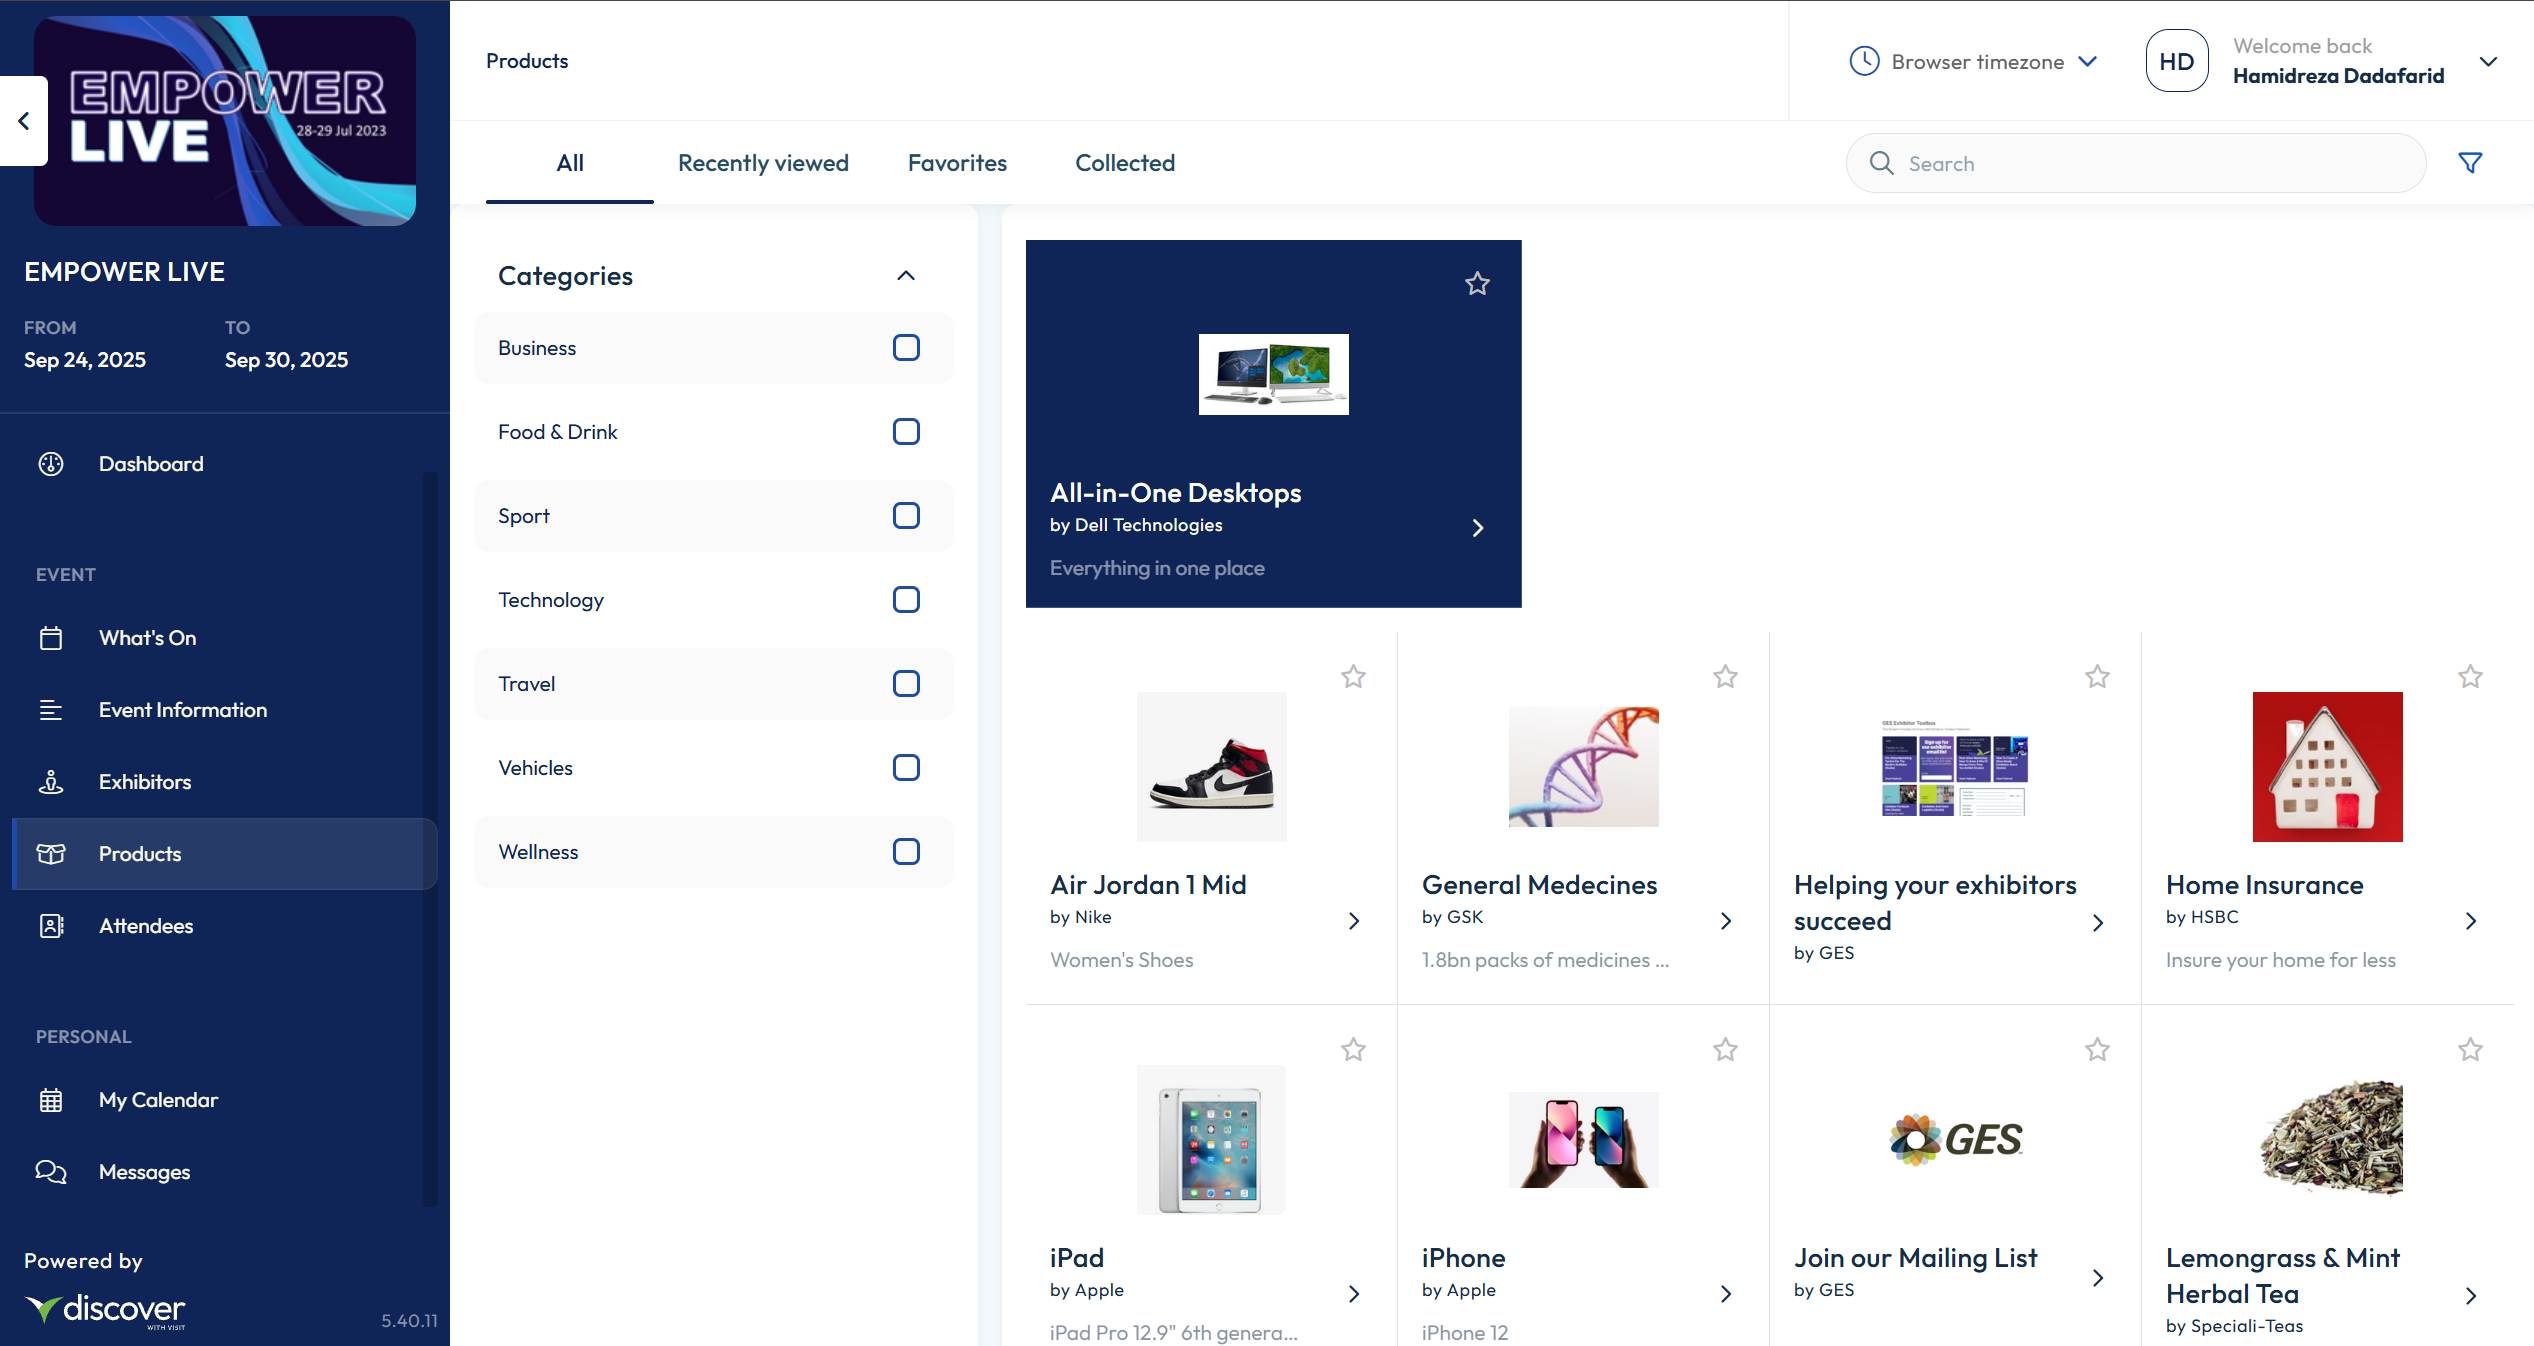 EMPOWER
LIVE
28-29 Jul 2023
EMPOWER LIVE
FROM
TO
Sep 24, 2025
Sep 30, 2025
Dashboard
EVENT
What's On
Event Information
Exhibitors
Products
Attendees
PERSONAL
My Calendar
Messages
Powered by
discover
WITH VISIT
5.40.11
Products
Browser timezone
HD
Welcome back
Hamidreza Dadafarid
All
Recently viewed
Favorites
Collected
Search
Categories
Business
Food & Drink
Sport
Technology
Travel
Vehicles
Wellness
All-in-One Desktops
by Dell Technologies
Everything in one place
Air Jordan 1 Mid
by Nike
Women's Shoes
General Medecines
by GSK
1.8bn packs of medicines ...
GES Exhibitor Toolbox
Helping your exhibitors
succeed
by GES
Home Insurance
by HSBC
Insure your home for less
iPad
by Apple
iPad Pro 12.9" 6th genera...
iPhone
by Apple
iPhone 12
GES
Join our Mailing List
by GES
Lemongrass & Mint
Herbal Tea
by Speciali-Teas